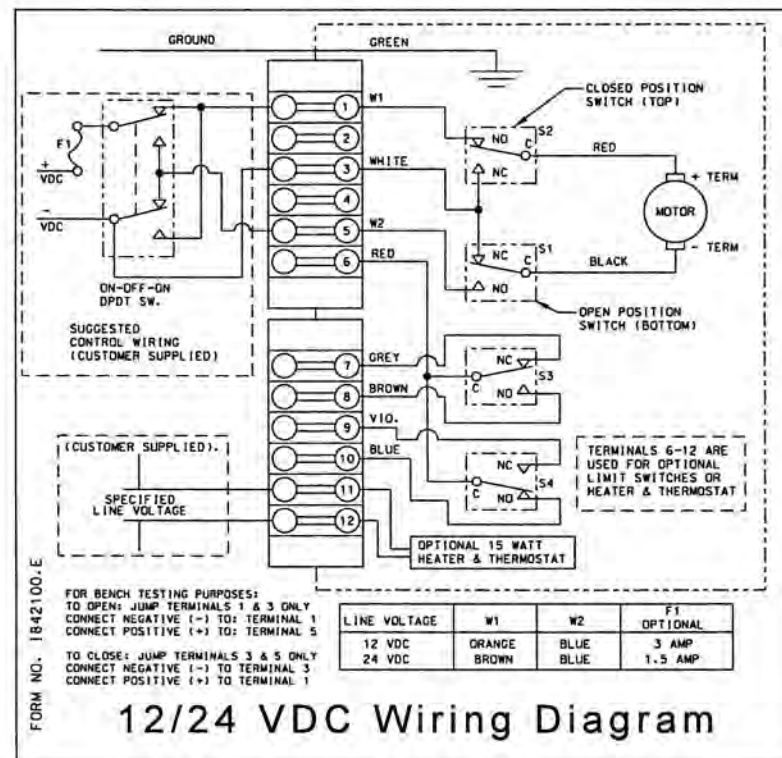 GROUND
GREEN
CLOSED POSITION
SWITCH (TOP)
F1
+
VDC
-
VDC
ON-OFF-ON
DPDT SW.
SUGGESTED
CONTROL WIRING
(CUSTOMER SUPPLIED)
1
W1
2
3
WHITE
4
5
W2
6
RED
NO
S2
C
NC
RED
+ TERM
MOTOR
- TERM
S1
NC
C
NO
BLACK
OPEN POSITION
SWITCH (BOTTOM)
7
GREY
8
BROWN
9
VIO.
10
BLUE
11
12
NC
S3
C
NO
NC
S4
C
NO
TERMINALS 6-12 ARE
USED FOR OPTIONAL
LIMIT SWITCHES OR
HEATER & THERMOSTAT
(CUSTOMER SUPPLIED).
SPECIFIED
LINE VOLTAGE
OPTIONAL 15 WATT
HEATER & THERMOSTAT
FORM NO. 1842100.E
FOR BENCH TESTING PURPOSES:
TO OPEN: JUMP TERMINALS 1 & 3 ONLY
CONNECT NEGATIVE (-) TO: TERMINAL 1
CONNECT POSITIVE (+) TO: TERMINAL 5
TO CLOSE: JUMP TERMINALS 3 & 5 ONLY
CONNECT NEGATIVE (-) TO TERMINAL 3
CONNECT POSITIVE (+) TO TERMINAL 1
LINE VOLTAGE W1 W2 F1 OPTIONAL
12 VDC ORANGE BLUE 3 AMP
24 VDC BROWN BLUE 1.5 AMP
12/24 VDC Wiring Diagram